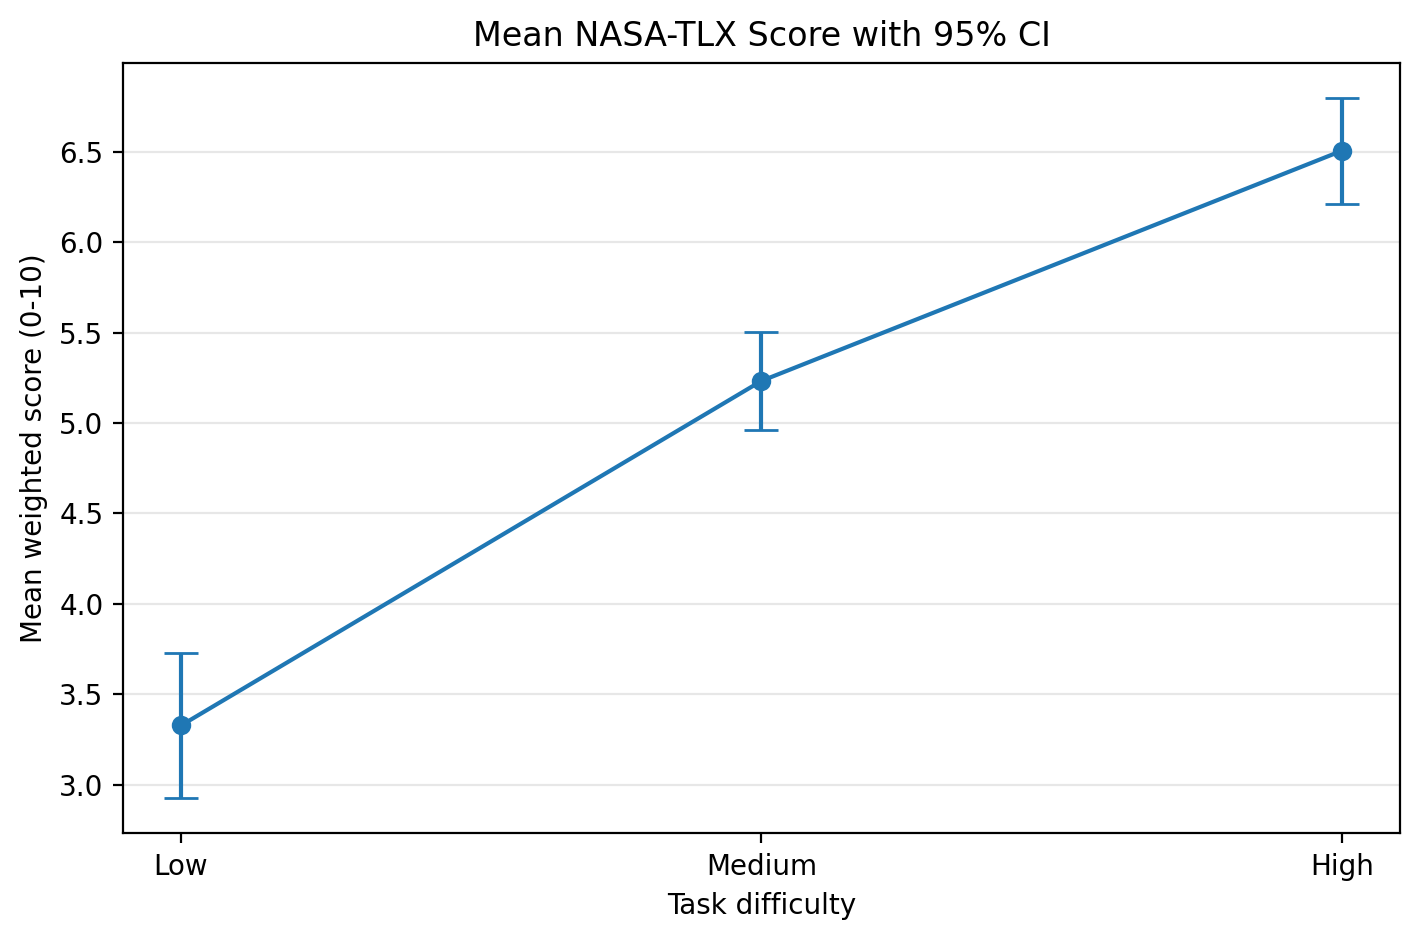 Mean NASA-TLX Score with 95% CI
Mean weighted score (0-10)
6.5
6.0
5.5
5.0
4.5
4.0
3.5
3.0
Low Medium High
Task difficulty